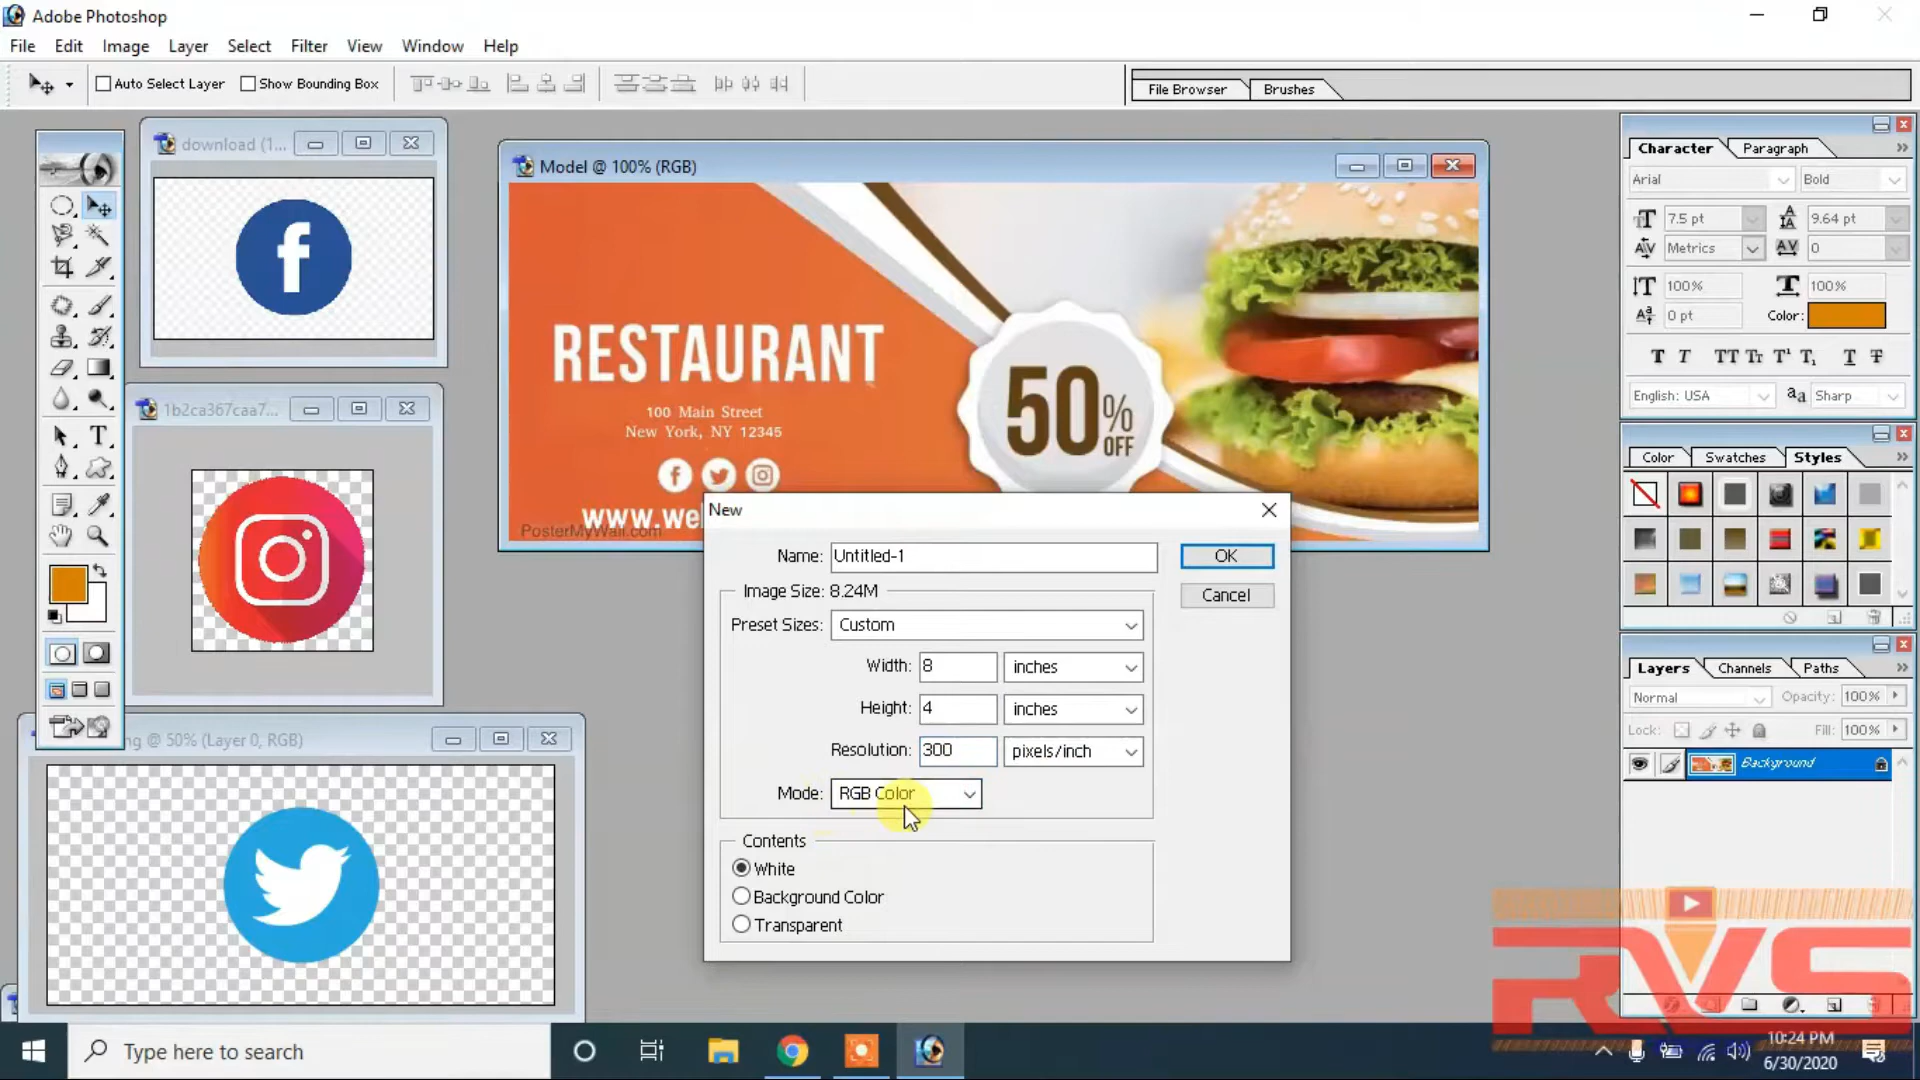 Adobe Photoshop
File Edit Image Layer Select Filter View Window Help
Auto Select Layer Show Bounding Box
File Browser Brushes
download (1...
Model @ 100% (RGB)
RESTAURANT
100 Main Street
New York, NY 12345
50% OFF
www.we
PosterMyWall.com
1b2ca367caa7...
ng @ 50% (Layer 0, RGB)
New
Name: Untitled-1
OK
Image Size: 8.24M
Cancel
Preset Sizes: Custom
Width: 8 inches
Height: 4 inches
Resolution: 300 pixels/inch
Mode: RGB Color
Contents
White
Background Color
Transparent
Character Paragraph
Arial Bold
7.5 pt 9.64 pt
Metrics 0
100% 100%
0 pt Color:
T T TT Tr T¹ T₁ T T
English: USA aa Sharp
Color Swatches Styles
Layers Channels Paths
Normal Opacity: 100%
Lock: Fill: 100%
Background
RVS
Type here to search
10:24 PM
6/30/2020